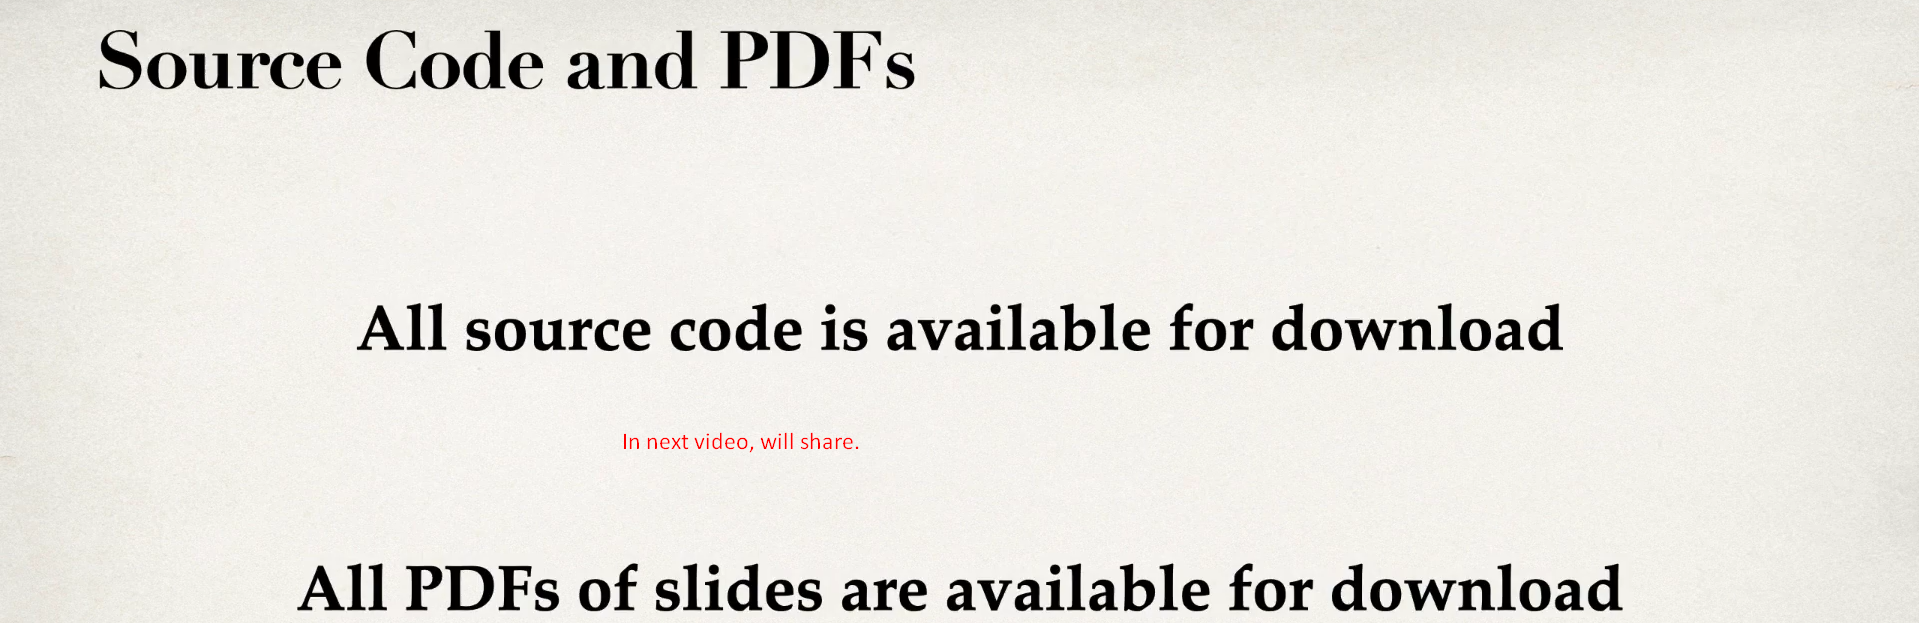 Source Code and PDFs
All source code is available for download
In next video, will share.
All PDFs of slides are available for download